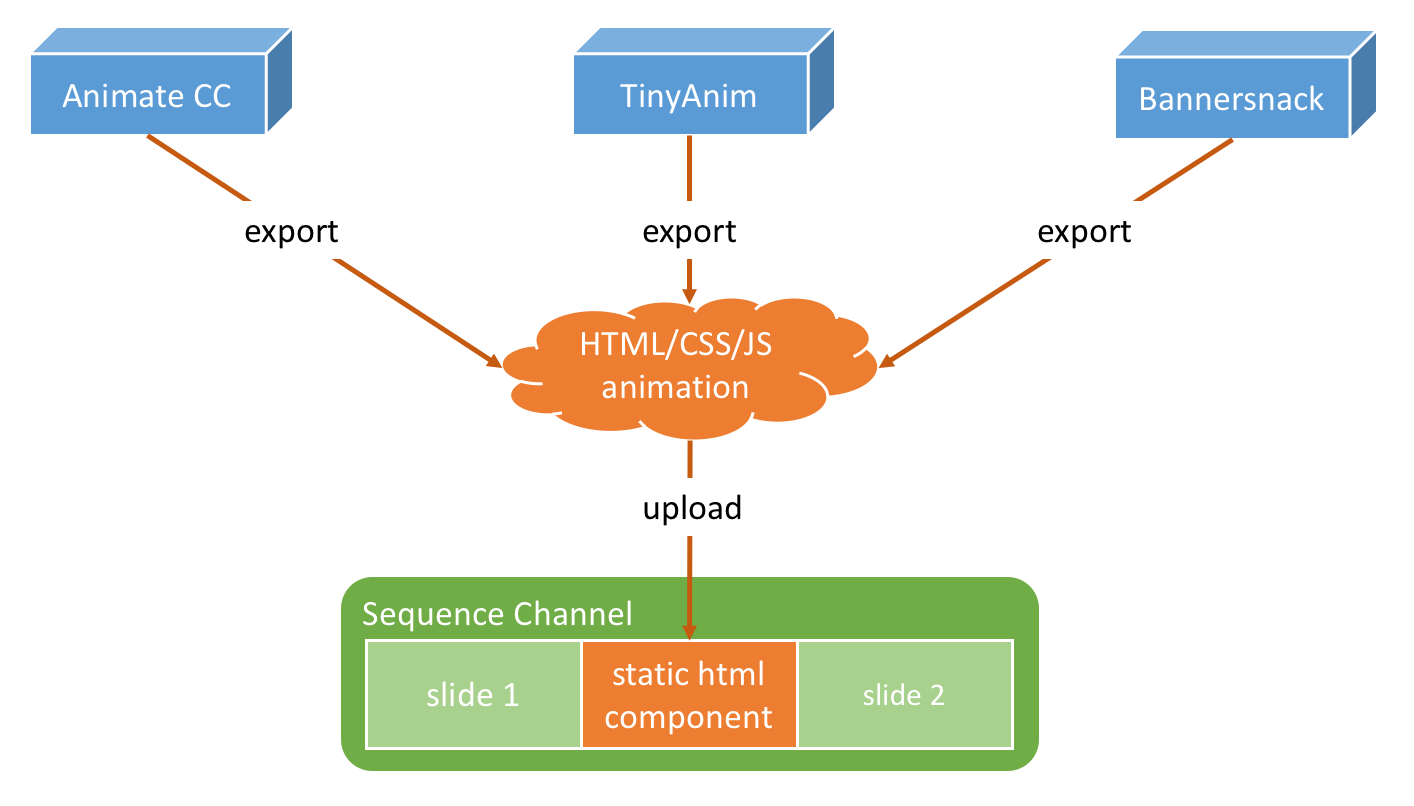 Animate CC
TinyAnim
Bannersnack
export
export
export
HTML/CSS/JS
animation
upload
Sequence Channel
slide 1
static html
component
slide 2